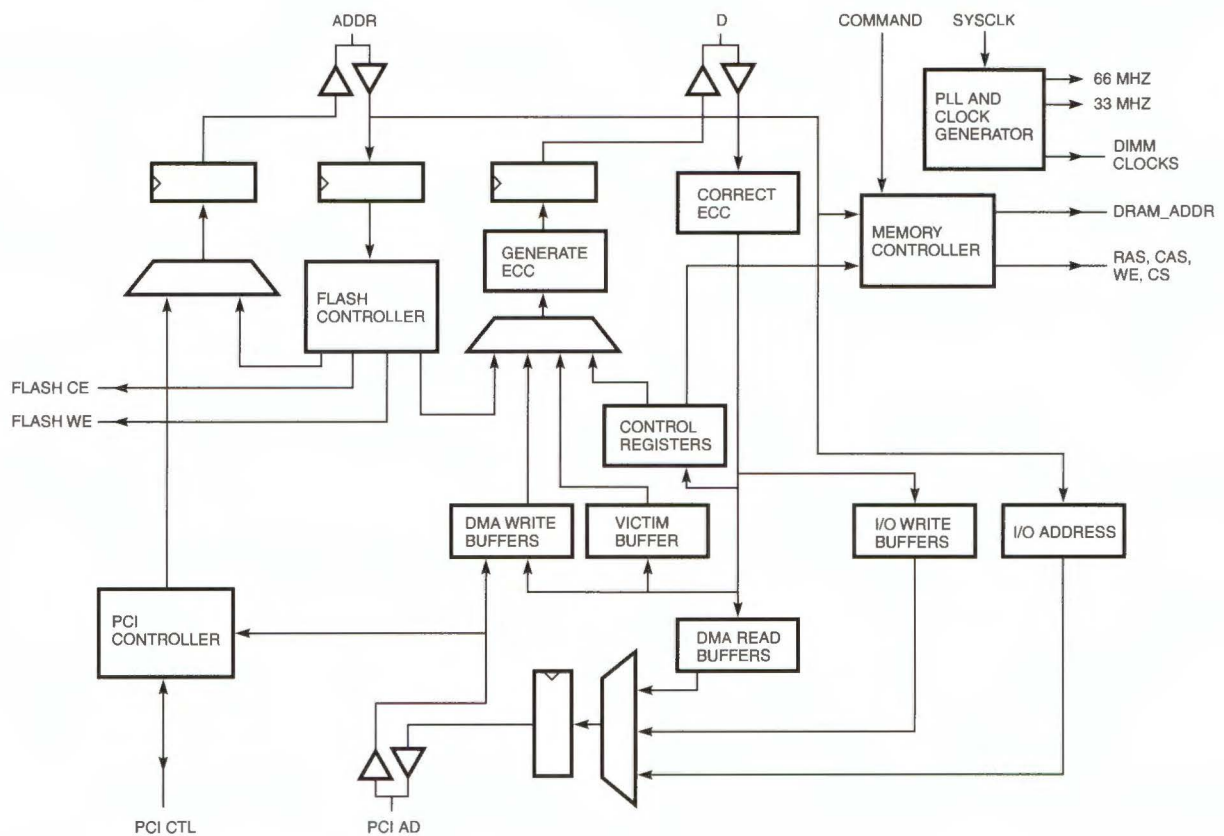 ADDR
D
COMMAND
SYSCLK
PLL AND
CLOCK
GENERATOR
66 MHZ
33 MHZ
DIMM
CLOCKS
CORRECT
ECC
MEMORY
CONTROLLER
DRAM_ADDR
RAS, CAS,
WE, CS
GENERATE
ECC
FLASH
CONTROLLER
FLASH CE
FLASH WE
CONTROL
REGISTERS
DMA WRITE
BUFFERS
VICTIM
BUFFER
I/O WRITE
BUFFERS
I/O ADDRESS
PCI
CONTROLLER
DMA READ
BUFFERS
PCI CTL
PCI AD